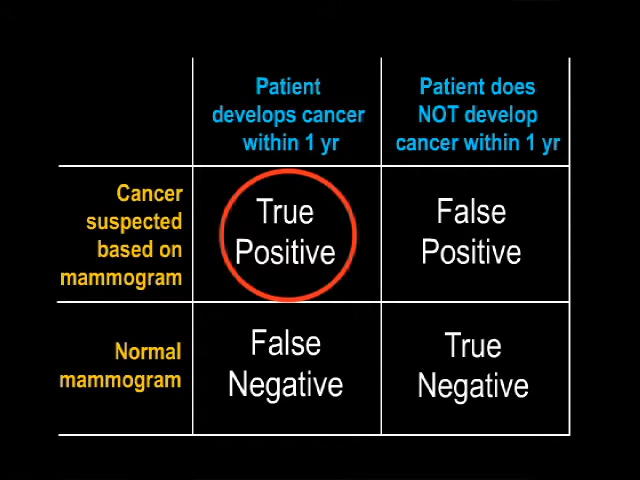 Patient
develops cancer
within 1 yr
Patient does
NOT develop
cancer within 1 yr
Cancer
suspected
based on
mammogram
True
Positive
False
Positive
Normal
mammogram
False
Negative
True
Negative